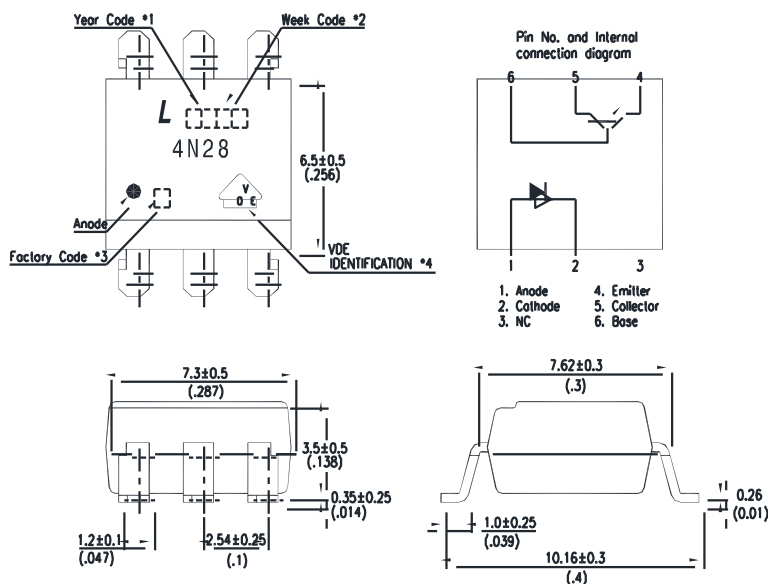 Year Code *1
Week Code *2
L
4N28
6.5±0.5
(.256)
V
D E
Anode
Factory Code *3
VDE
IDENTIFICATION *4
Pin No. and Internal
connection diagram
6 5 4
1 2 3
1. Anode
2. Cathode
3. NC
4. Emitter
5. Collector
6. Base
7.3±0.5
(.287)
3.5±0.5
(.138)
0.35±0.25
(.014)
1.2±0.1
(.047)
2.54±0.25
(.1)
7.62±0.3
(.3)
0.26
(0.01)
1.0±0.25
(.039)
10.16±0.3
(.4)